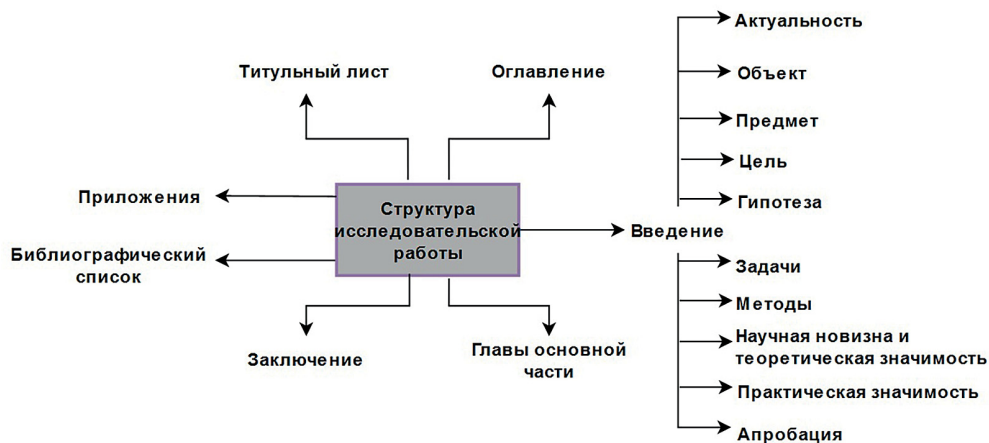 Титульный лист
Оглавление
Приложения
Библиографический
список
Структура
исследовательской
работы
Заключение
Главы основной
части
Введение
Актуальность
Объект
Предмет
Цель
Гипотеза
Задачи
Методы
Научная новизна и
теоретическая значимость
Практическая значимость
Апробация